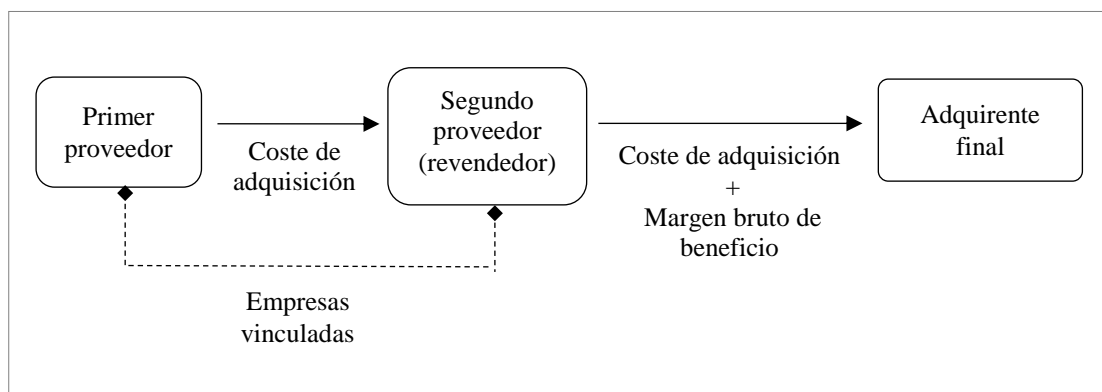 Primer
proveedor
Coste de
adquisición
Segundo
proveedor
(revendedor)
Coste de adquisición
+
Margen bruto de
beneficio
Adquirente
final
Empresas
vinculadas